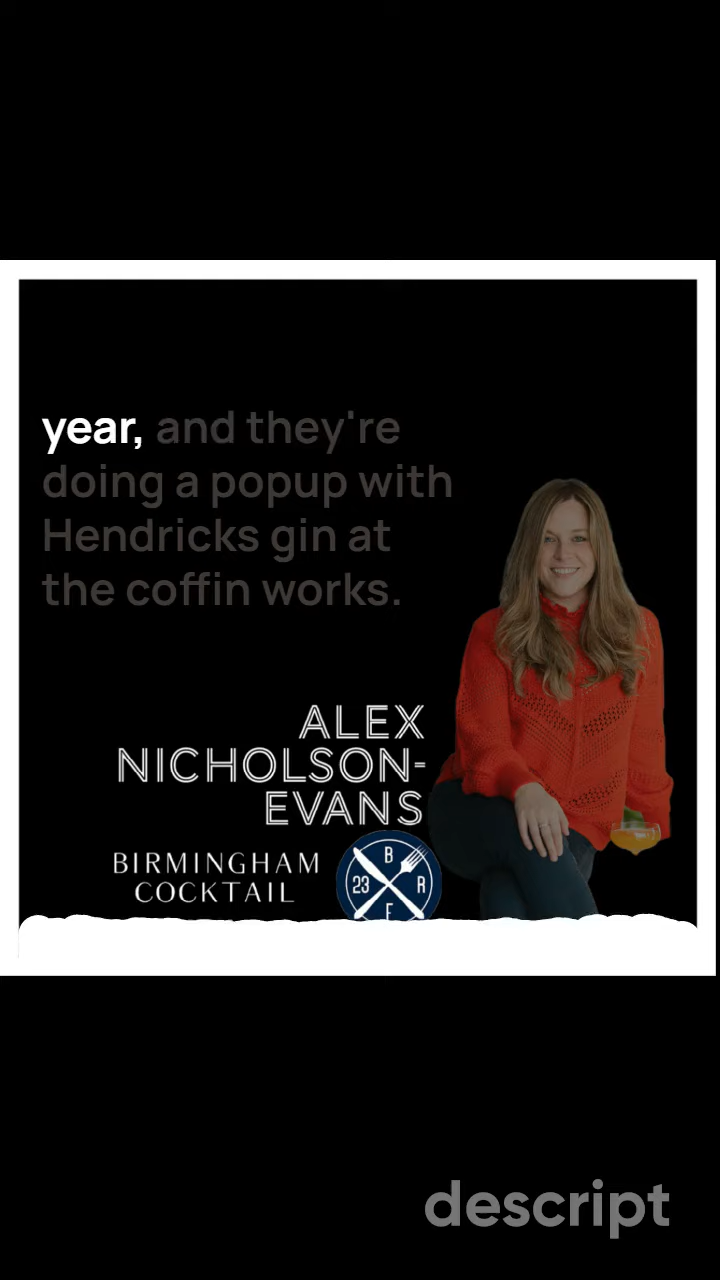 year, and they're
doing a popup with
Hendricks gin at
the coffin works.
ALEX
NICHOLSON-
EVANS
BIRMINGHAM
COCKTAIL
B
23 R
F
descript